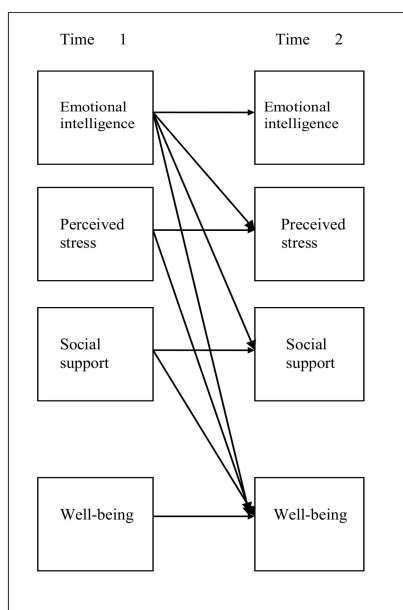 Time 1
Time 2
Emotional
intelligence
Emotional
intelligence
Perceived
stress
Preceived
stress
Social
support
Social
support
Well-being
Well-being